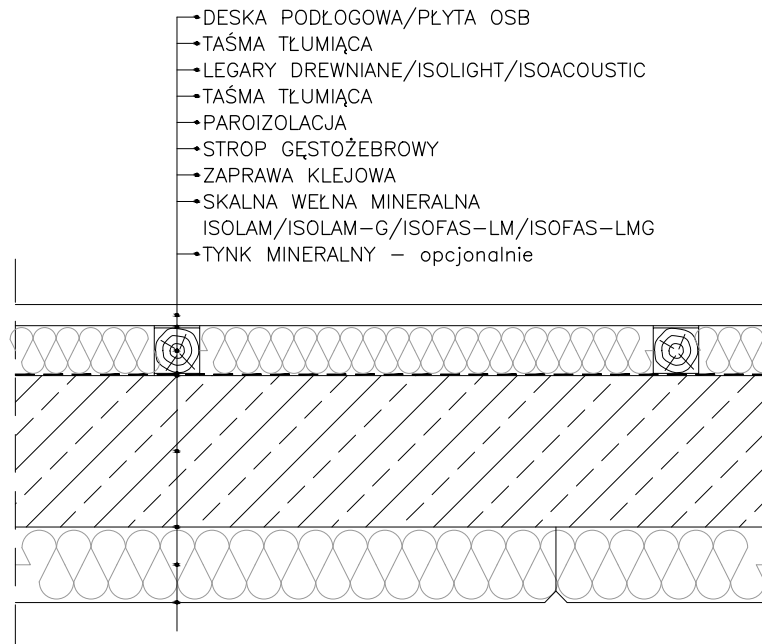 DESKA PODŁOGOWA/PŁYTA OSB
TAŚMA TŁUMIĄCA
LEGARY DREWNIANE/ISOLIGHT/ISOACOUSTIC
TAŚMA TŁUMIĄCA
PAROIZOLACJA
STROP GĘSTOŻEBROWY
ZAPRAWA KLEJOWA
SKALNA WEŁNA MINERALNA
ISOLAM/ISOLAM-G/ISOFAS-LM/ISOFAS-LMG
TYNK MINERALNY - opcjonalnie